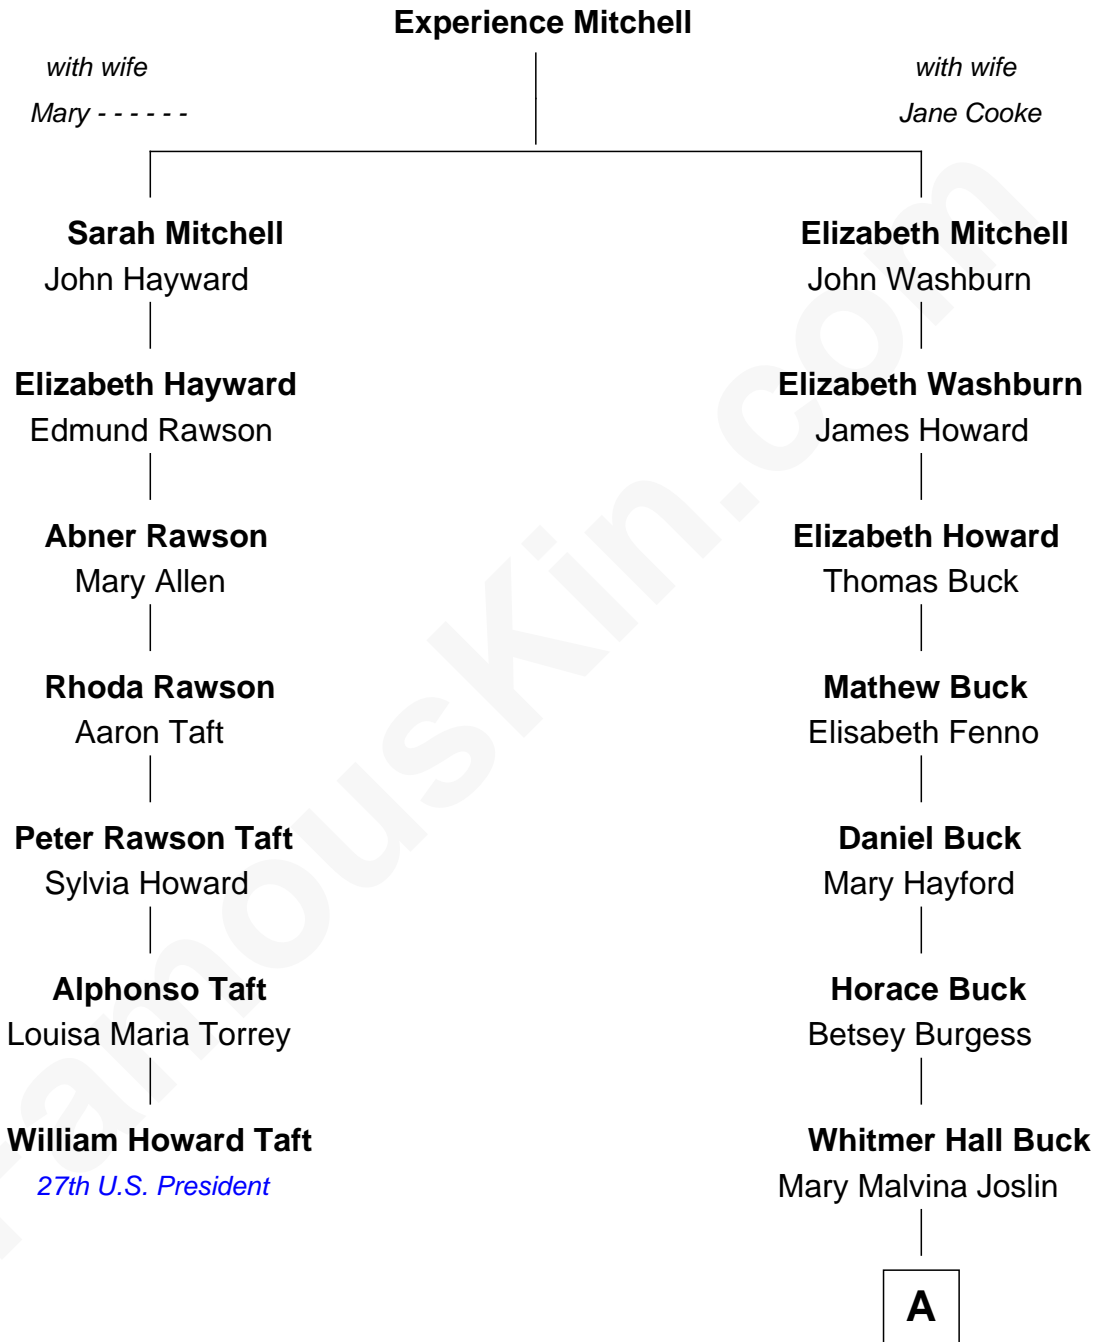 Experience Mitchell
with wife
Mary - - - - - -
with wife
Jane Cooke
Sarah Mitchell
John Hayward
Elizabeth Mitchell
John Washburn
Elizabeth Hayward
Edmund Rawson
Elizabeth Washburn
James Howard
Abner Rawson
Mary Allen
Elizabeth Howard
Thomas Buck
Rhoda Rawson
Aaron Taft
Mathew Buck
Elisabeth Fenno
Peter Rawson Taft
Sylvia Howard
Daniel Buck
Mary Hayford
Alphonso Taft
Louisa Maria Torrey
Horace Buck
Betsey Burgess
William Howard Taft
27th U.S. President
Whitmer Hall Buck
Mary Malvina Joslin
A
FamousKin.com